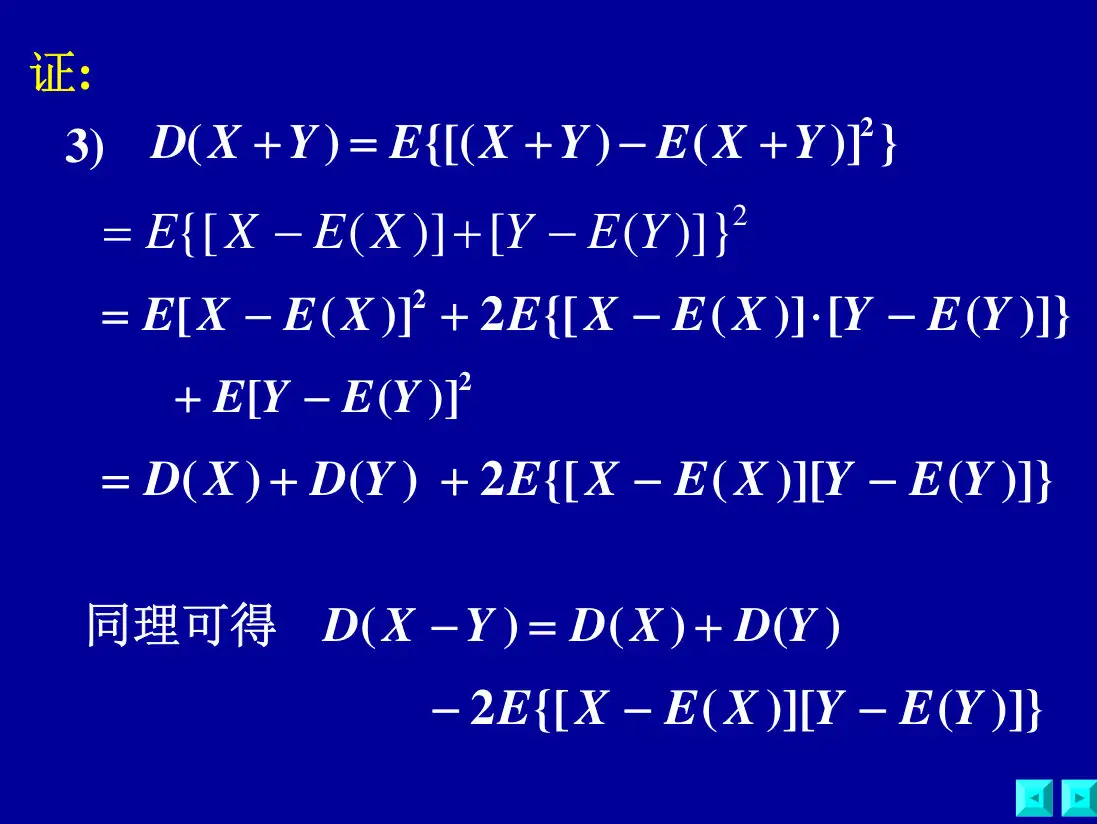 证:
3) D(X+Y)=E{[(X+Y)−E(X+Y)]²}
=E{[X−E(X)]+[Y−E(Y)]}²
=E[X−E(X)]²+2E{[X−E(X)]·[Y−E(Y)]}
+E[Y−E(Y)]²
=D(X)+D(Y) +2E{[X−E(X)][Y−E(Y)]}
同理可得 D(X−Y)=D(X)+D(Y)
−2E{[X−E(X)][Y−E(Y)]}